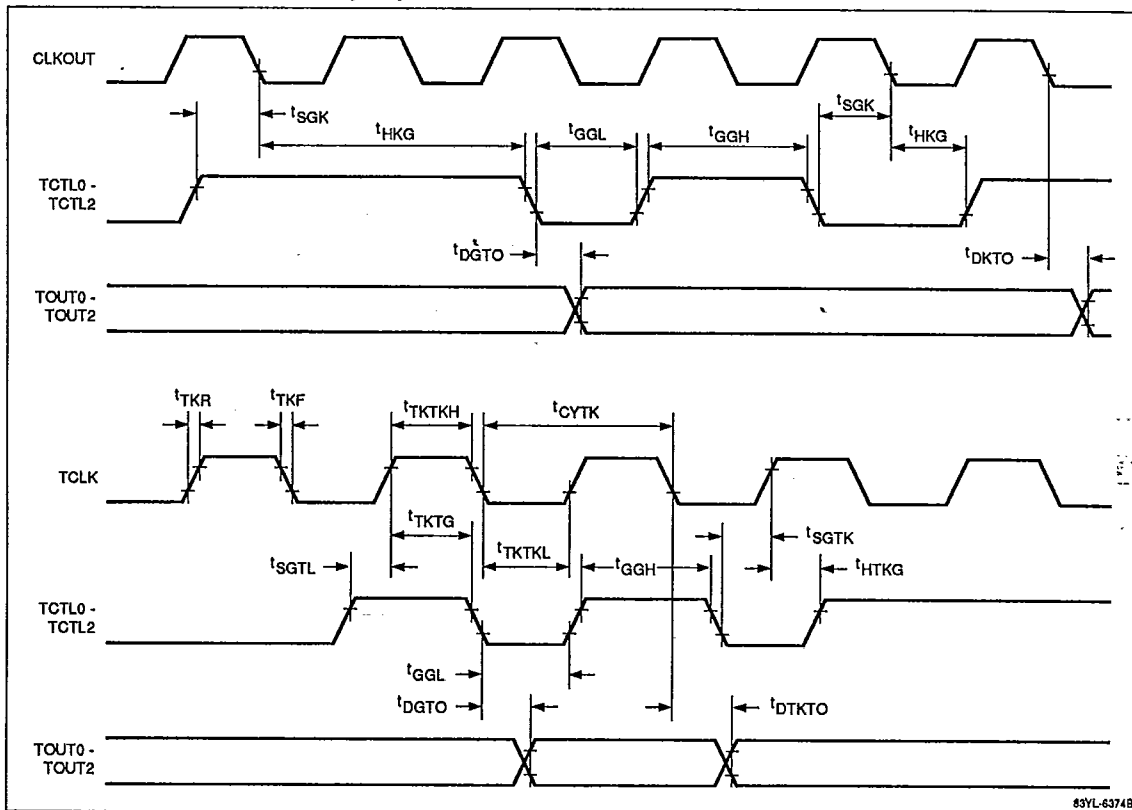 CLKOUT
tSGK
tHKG
tGGL
tGGH
tSGK
tHKG
TCTL0 -
TCTL2
tDGTO
tDKTO
TOUT0 -
TOUT2
tTKR
tTKF
tTKTKH
tCYTK
TCLK
tTKTG
tTKTKL
tSGTK
tSGTL
tGGH
tHTKG
TCTL0 -
TCTL2
tGGL
tDGTO
tDTKTO
TOUT0 -
TOUT2
83YL-6374B